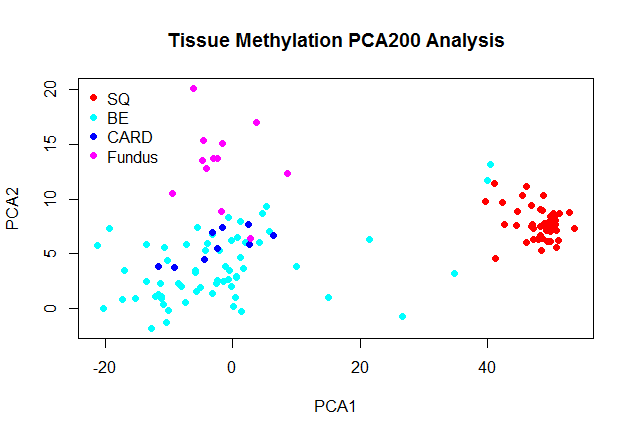 Tissue Methylation PCA200 Analysis
SQ
BE
CARD
Fundus
PCA2
20
15
10
5
0
-20 0 20 40
PCA1